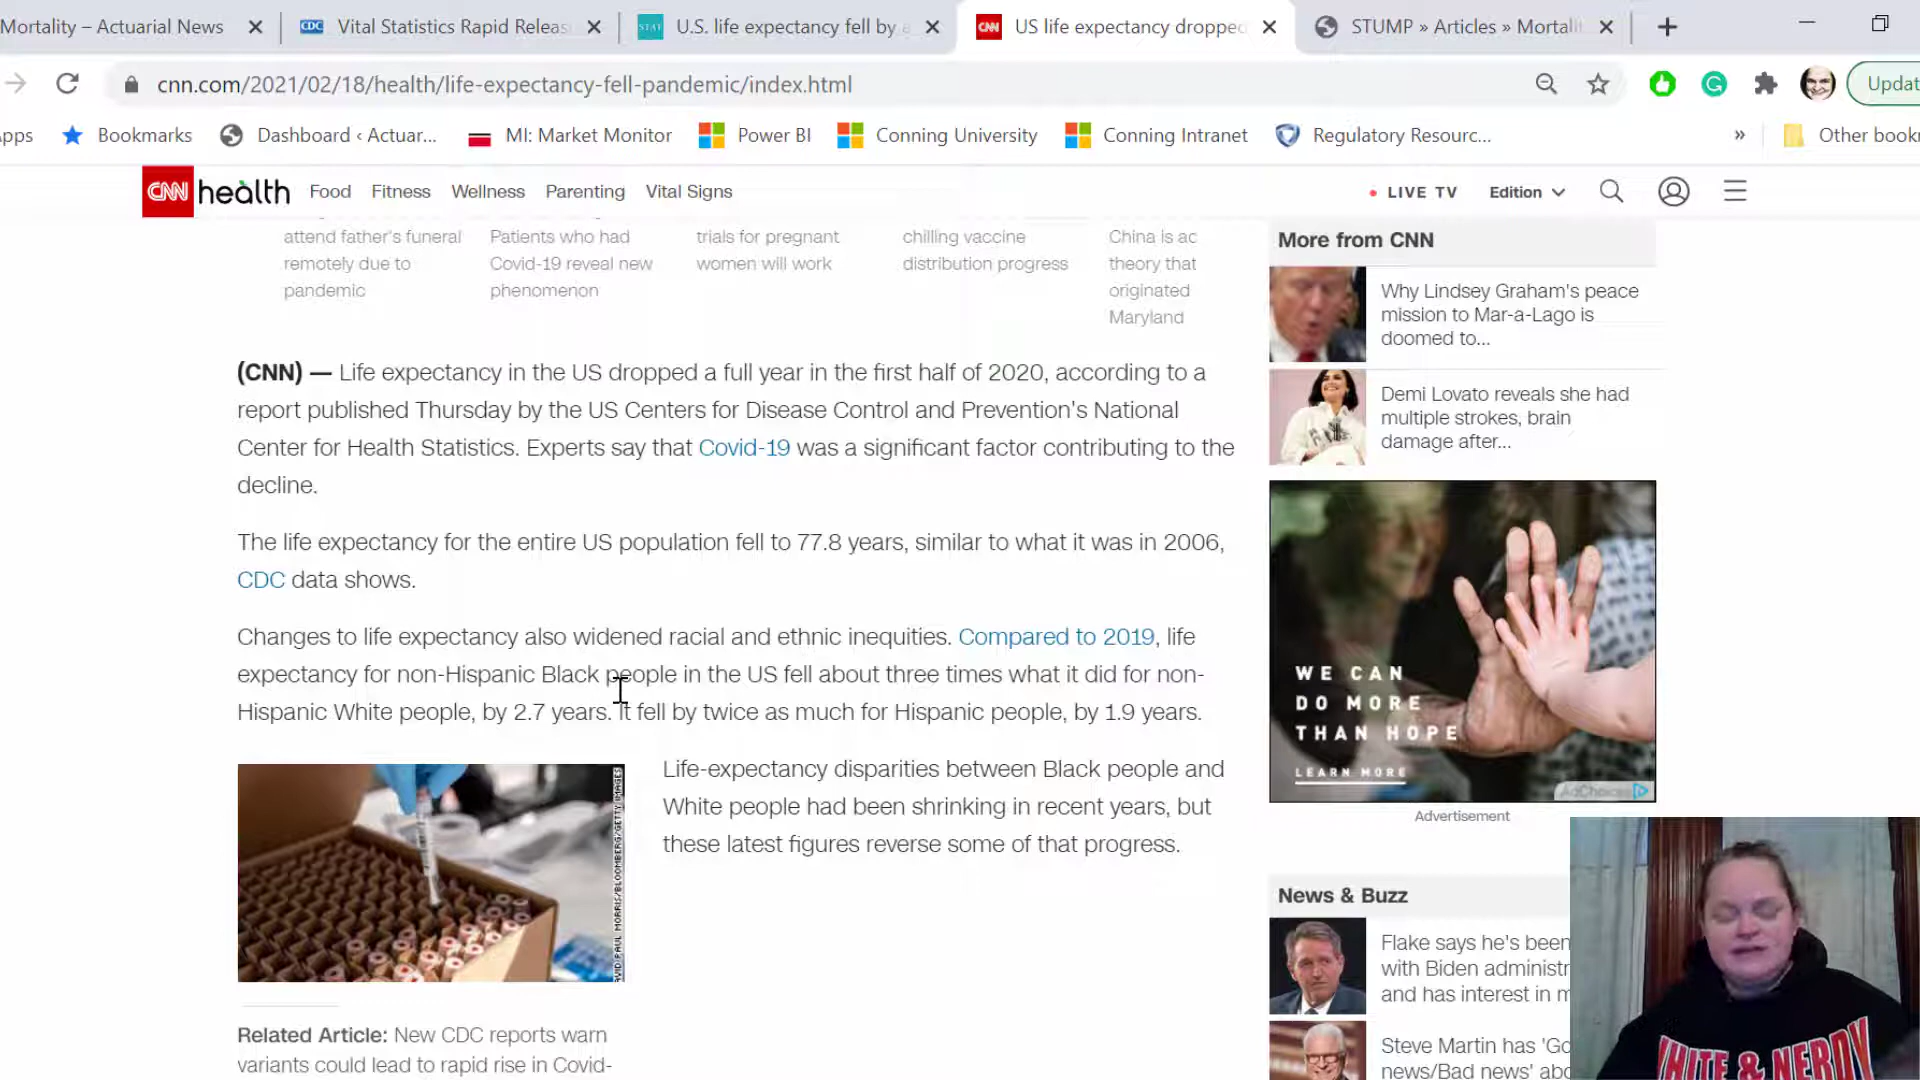 Mortality – Actuarial News
CDC Vital Statistics Rapid Releas
STAT U.S. life expectancy fell by a
CNN US life expectancy dropped
STUMP » Articles » Mortalit
cnn.com/2021/02/18/health/life-expectancy-fell-pandemic/index.html
Updat
pps
Bookmarks
Dashboard ‹ Actuar...
MI: Market Monitor
Power BI
Conning University
Conning Intranet
Regulatory Resourc...
»
Other book
CNN health
Food
Fitness
Wellness
Parenting
Vital Signs
LIVE TV
Edition
attend father's funeral
remotely due to
pandemic
Patients who had
Covid-19 reveal new
phenomenon
trials for pregnant
women will work
chilling vaccine
distribution progress
China is ac
theory that
originated
Maryland
(CNN) — Life expectancy in the US dropped a full year in the first half of 2020, according to a
report published Thursday by the US Centers for Disease Control and Prevention's National
Center for Health Statistics. Experts say that Covid-19 was a significant factor contributing to the
decline.
The life expectancy for the entire US population fell to 77.8 years, similar to what it was in 2006,
CDC data shows.
Changes to life expectancy also widened racial and ethnic inequities. Compared to 2019, life
expectancy for non-Hispanic Black people in the US fell about three times what it did for non-
Hispanic White people, by 2.7 years. It fell by twice as much for Hispanic people, by 1.9 years.
Life-expectancy disparities between Black people and
White people had been shrinking in recent years, but
these latest figures reverse some of that progress.
AVID PAUL MORRIS/BLOOMBERG/GETTY IMAGES
Related Article: New CDC reports warn
variants could lead to rapid rise in Covid-
More from CNN
Why Lindsey Graham's peace
mission to Mar-a-Lago is
doomed to...
Demi Lovato reveals she had
multiple strokes, brain
damage after...
WE CAN
DO MORE
THAN HOPE
LEARN MORE
AdChoices
Advertisement
News & Buzz
Flake says he's been
with Biden administr
and has interest in m
Steve Martin has 'Go
news/Bad news' abo
WHITE & NERDY